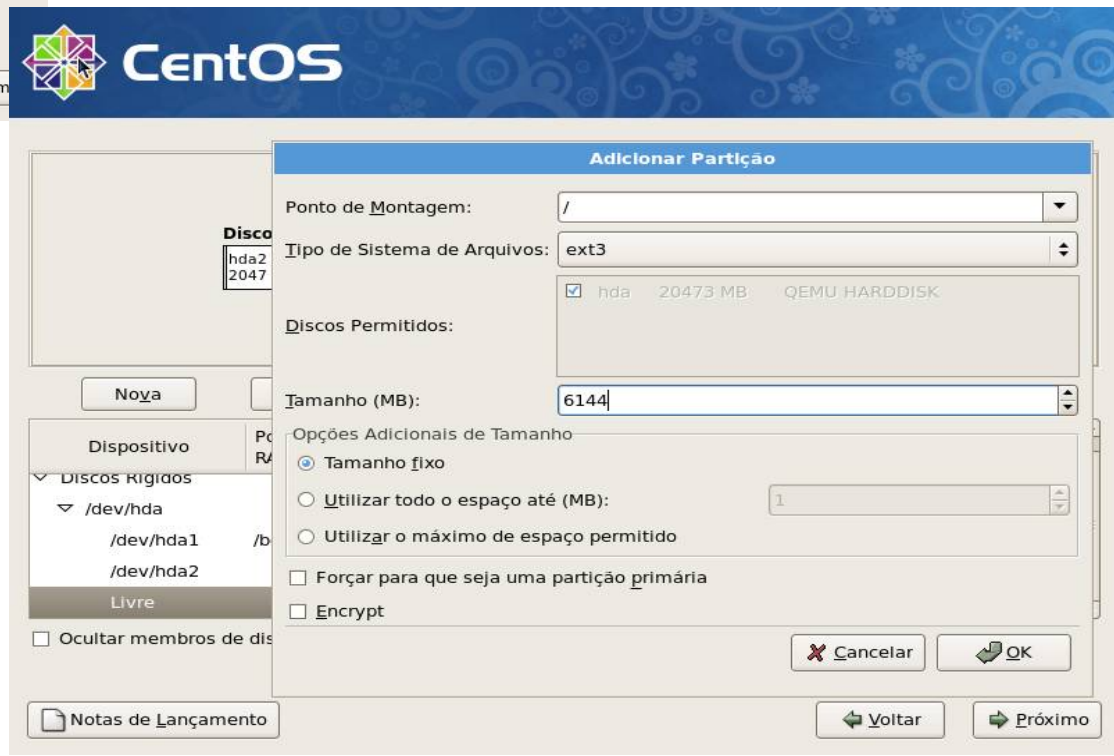 m
CentOS
Adicionar Partição
Ponto de Montagem: /
Disco
hda2
2047
Tipo de Sistema de Arquivos: ext3
hda 20473 MB QEMU HARDDISK
Discos Permitidos:
Nova
Tamanho (MB): 6144
Dispositivo
Po
RA
Opções Adicionais de Tamanho
Tamanho fixo
Discos Rígidos
Utilizar todo o espaço até (MB): 1
/dev/hda
/dev/hda1 /b
Utilizar o máximo de espaço permitido
/dev/hda2
Forçar para que seja uma partição primária
Livre
Encrypt
Ocultar membros de dis
Cancelar OK
Notas de Lançamento
Voltar Próximo